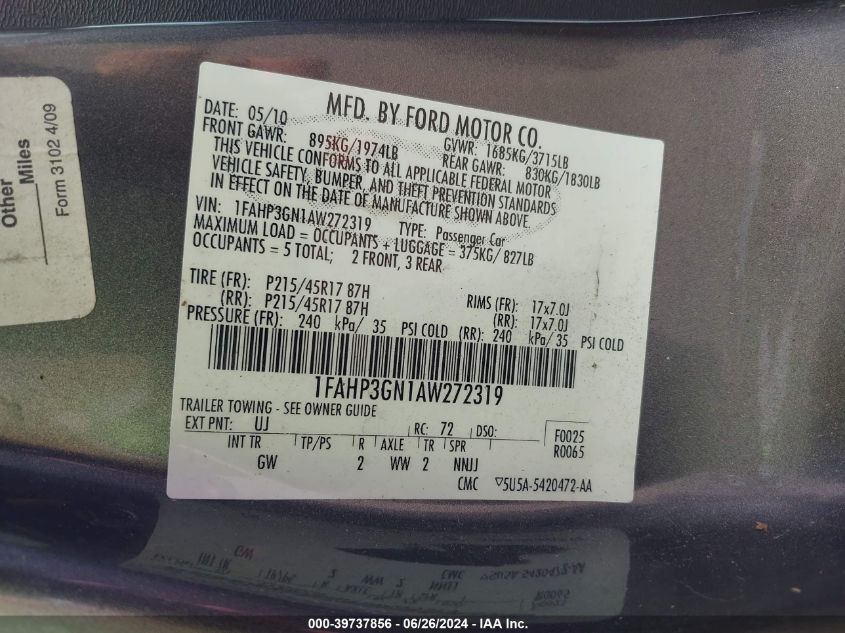 Other
Miles
Form 3102 4/09
MFD. BY FORD MOTOR CO.
DATE: 05/10 GVWR: 1685KG/3715LB
FRONT GAWR: 895KG/1974LB REAR GAWR: 830KG/1830LB
THIS VEHICLE CONFORMS TO ALL APPLICABLE FEDERAL MOTOR
VEHICLE SAFETY, BUMPER, AND THEFT PREVENTION STANDARDS
IN EFFECT ON THE DATE OF MANUFACTURE SHOWN ABOVE.
VIN: 1FAHP3GN1AW272319 TYPE: Passenger Car
MAXIMUM LOAD = OCCUPANTS + LUGGAGE = 375KG/ 827LB
OCCUPANTS = 5 TOTAL; 2 FRONT, 3 REAR
TIRE (FR): P215/45R17 87H RIMS (FR): 17x7.0J
(RR): P215/45R17 87H (RR): 17x7.0J
PRESSURE (FR): 240 kPa/ 35 PSI COLD (RR): 240 kPa/ 35 PSI COLD
1FAHP3GN1AW272319
TRAILER TOWING - SEE OWNER GUIDE
EXT PNT: UJ RC: 72 DSO: F0025
R0065
INT TR TP/PS R AXLE TR SPR
GW 2 WW 2 NNJJ
CMC ▽5U5A-5420472-AA
000-39737856 - 06/26/2024 - IAA Inc.